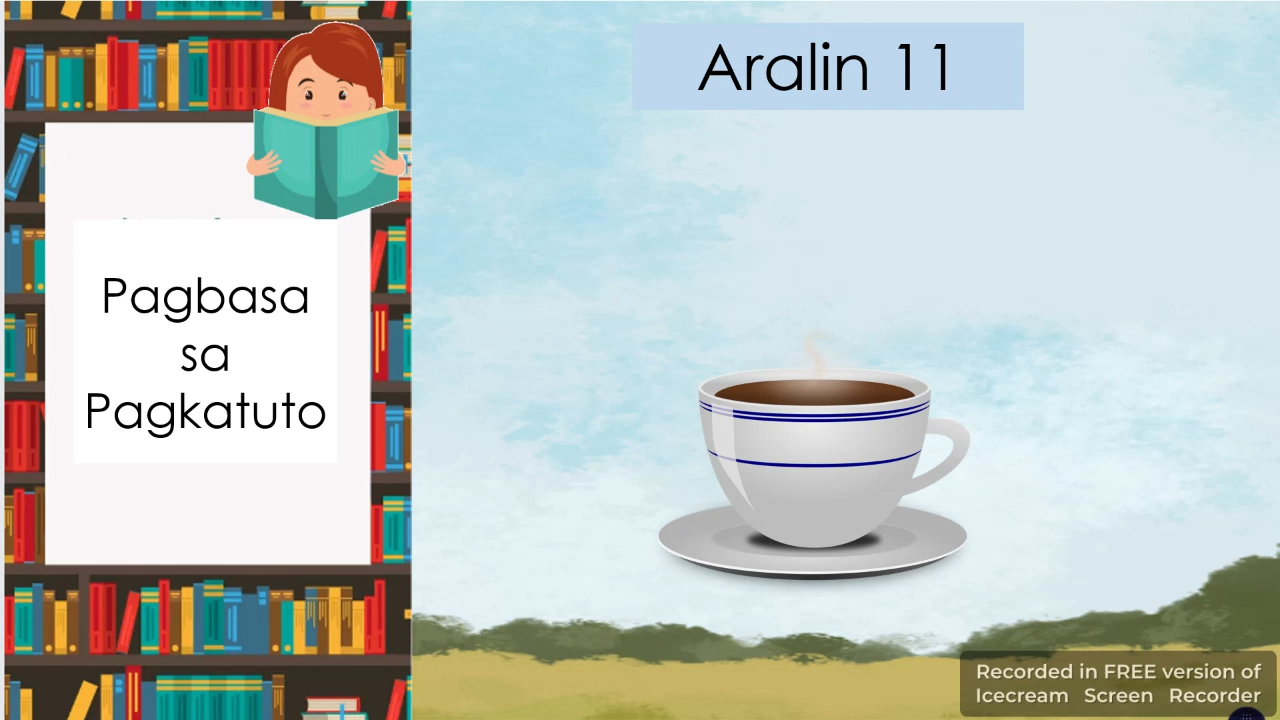 Aralin 11
Pagbasa
sa
Pagkatuto
Recorded in FREE version of
Icecream Screen Recorder